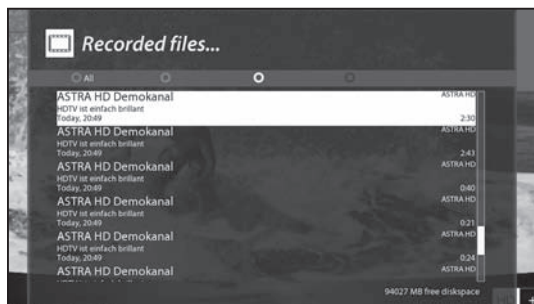 Recorded files...
All
ASTRA HD Demokanal ASTRA HD
HDTV ist einfach brillant
Today, 20:49 2:30
ASTRA HD Demokanal ASTRA HD
HDTV ist einfach brillant
Today, 20:49 2:43
ASTRA HD Demokanal ASTRA HD
HDTV ist einfach brillant
Today, 20:49 0:40
ASTRA HD Demokanal ASTRA HD
HDTV ist einfach brillant
Today, 20:49 0:21
ASTRA HD Demokanal ASTRA HD
HDTV ist einfach brillant
Today, 20:49 0:24
ASTRA HD Demokanal ASTRA HD
94027 MB free diskspace